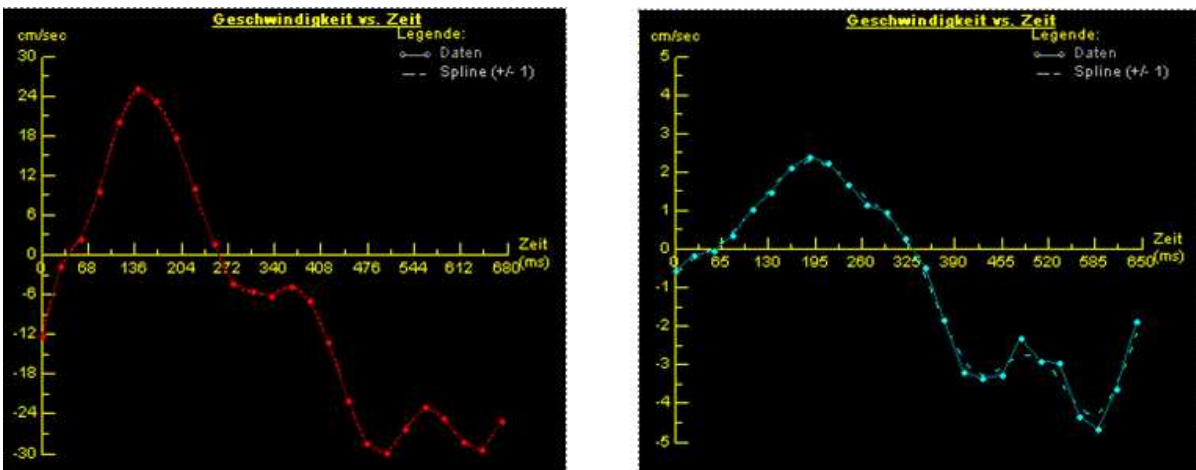 Geschwindigkeit vs. Zeit
cm/sec
Legende:
Daten
Spline (+/- 1)
30
24
18
12
6
0
-6
-12
-18
-24
-30
0 68 136 204 272 340 408 476 544 612 680
Zeit
(ms)
Geschwindigkeit vs. Zeit
cm/sec
Legende:
Daten
Spline (+/- 1)
5
4
3
2
1
0
-1
-2
-3
-4
-5
0 65 130 195 260 325 390 455 520 585 650
Zeit
(ms)